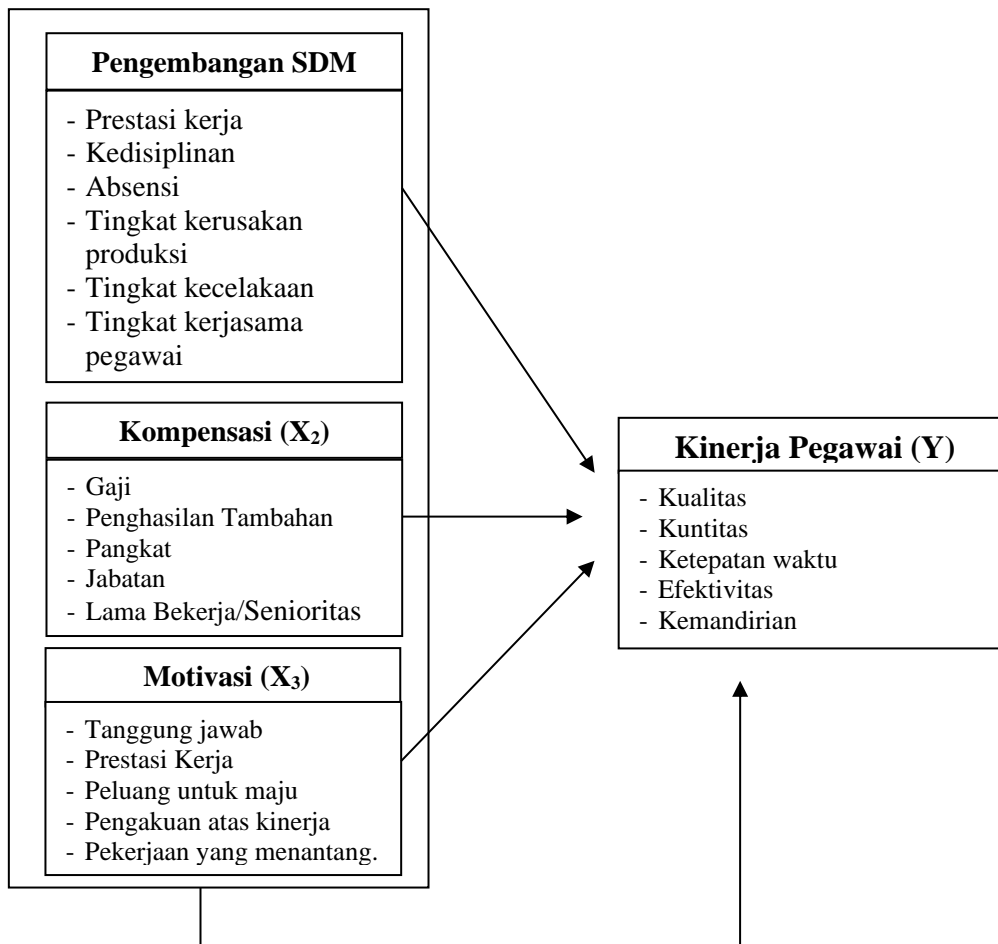 Pengembangan SDM
- Prestasi kerja
- Kedisiplinan
- Absensi
- Tingkat kerusakan
produksi
- Tingkat kecelakaan
- Tingkat kerjasama
pegawai
Kompensasi (X₂)
- Gaji
- Penghasilan Tambahan
- Pangkat
- Jabatan
- Lama Bekerja/Senioritas
Motivasi (X₃)
- Tanggung jawab
- Prestasi Kerja
- Peluang untuk maju
- Pengakuan atas kinerja
- Pekerjaan yang menantang.
Kinerja Pegawai (Y)
- Kualitas
- Kuntitas
- Ketepatan waktu
- Efektivitas
- Kemandirian